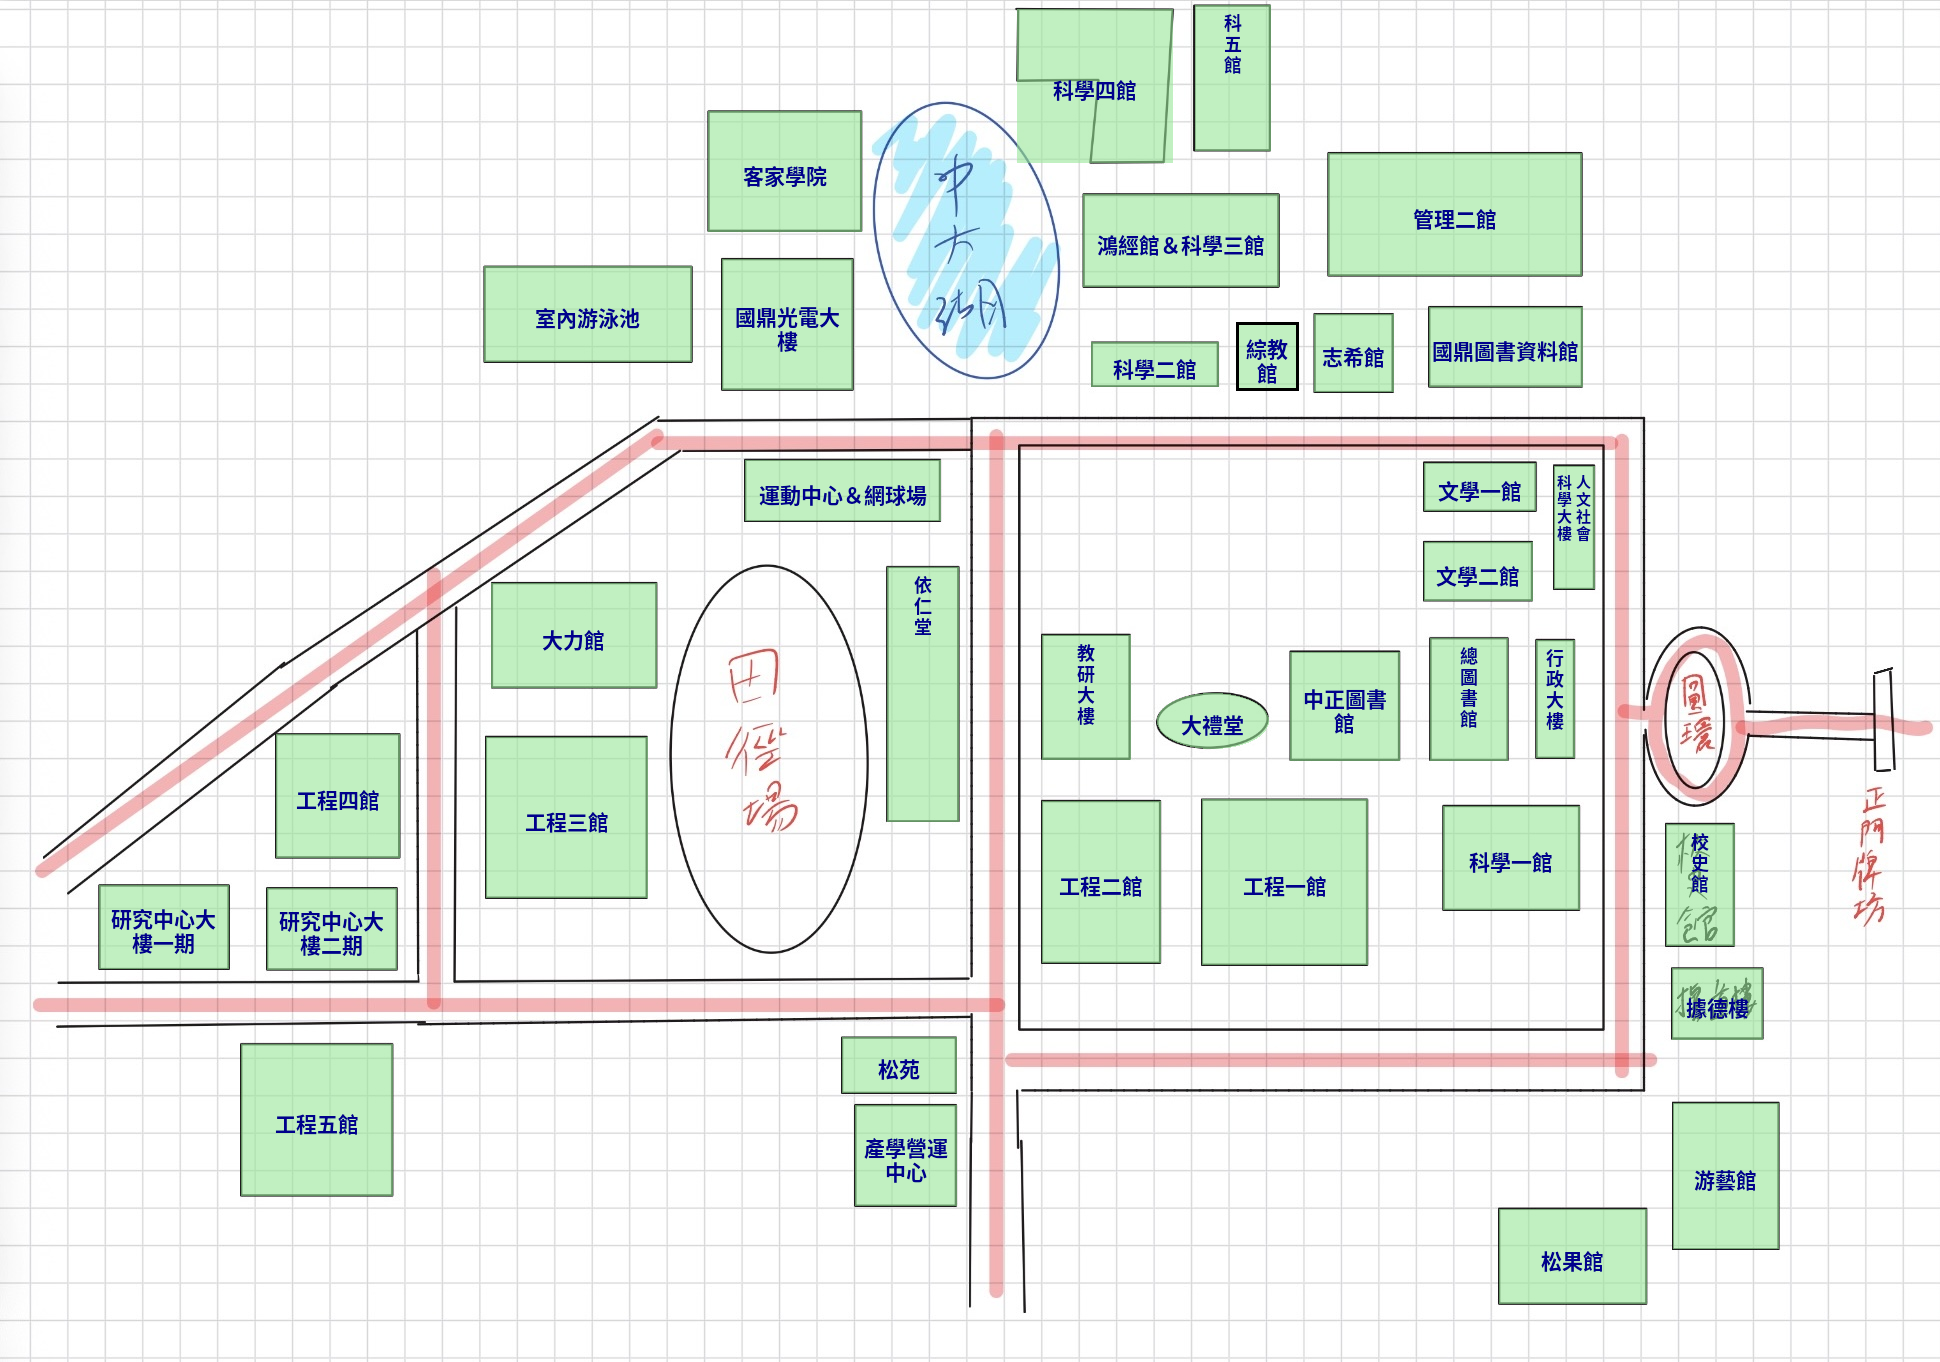 科
五
館
科學四館
客家學院
中
大
湖
管理二館
鴻經館＆科學三館
室內游泳池
國鼎光電大
樓
科學二館
綜教
館
志希館
國鼎圖書資料館
運動中心＆網球場
文學一館
人文社會
科學大樓
文學二館
依
仁
堂
大力館
田
徑
場
教
研
大
樓
大禮堂
中正圖書
館
總
圖
書
館
行
政
大
樓
圓
環
正
門
牌
坊
工程四館
工程三館
工程二館
工程一館
科學一館
校
史
館
校
史
館
研究中心大
樓一期
研究中心大
樓二期
據德樓
據德樓
松苑
工程五館
產學營運
中心
游藝館
松果館